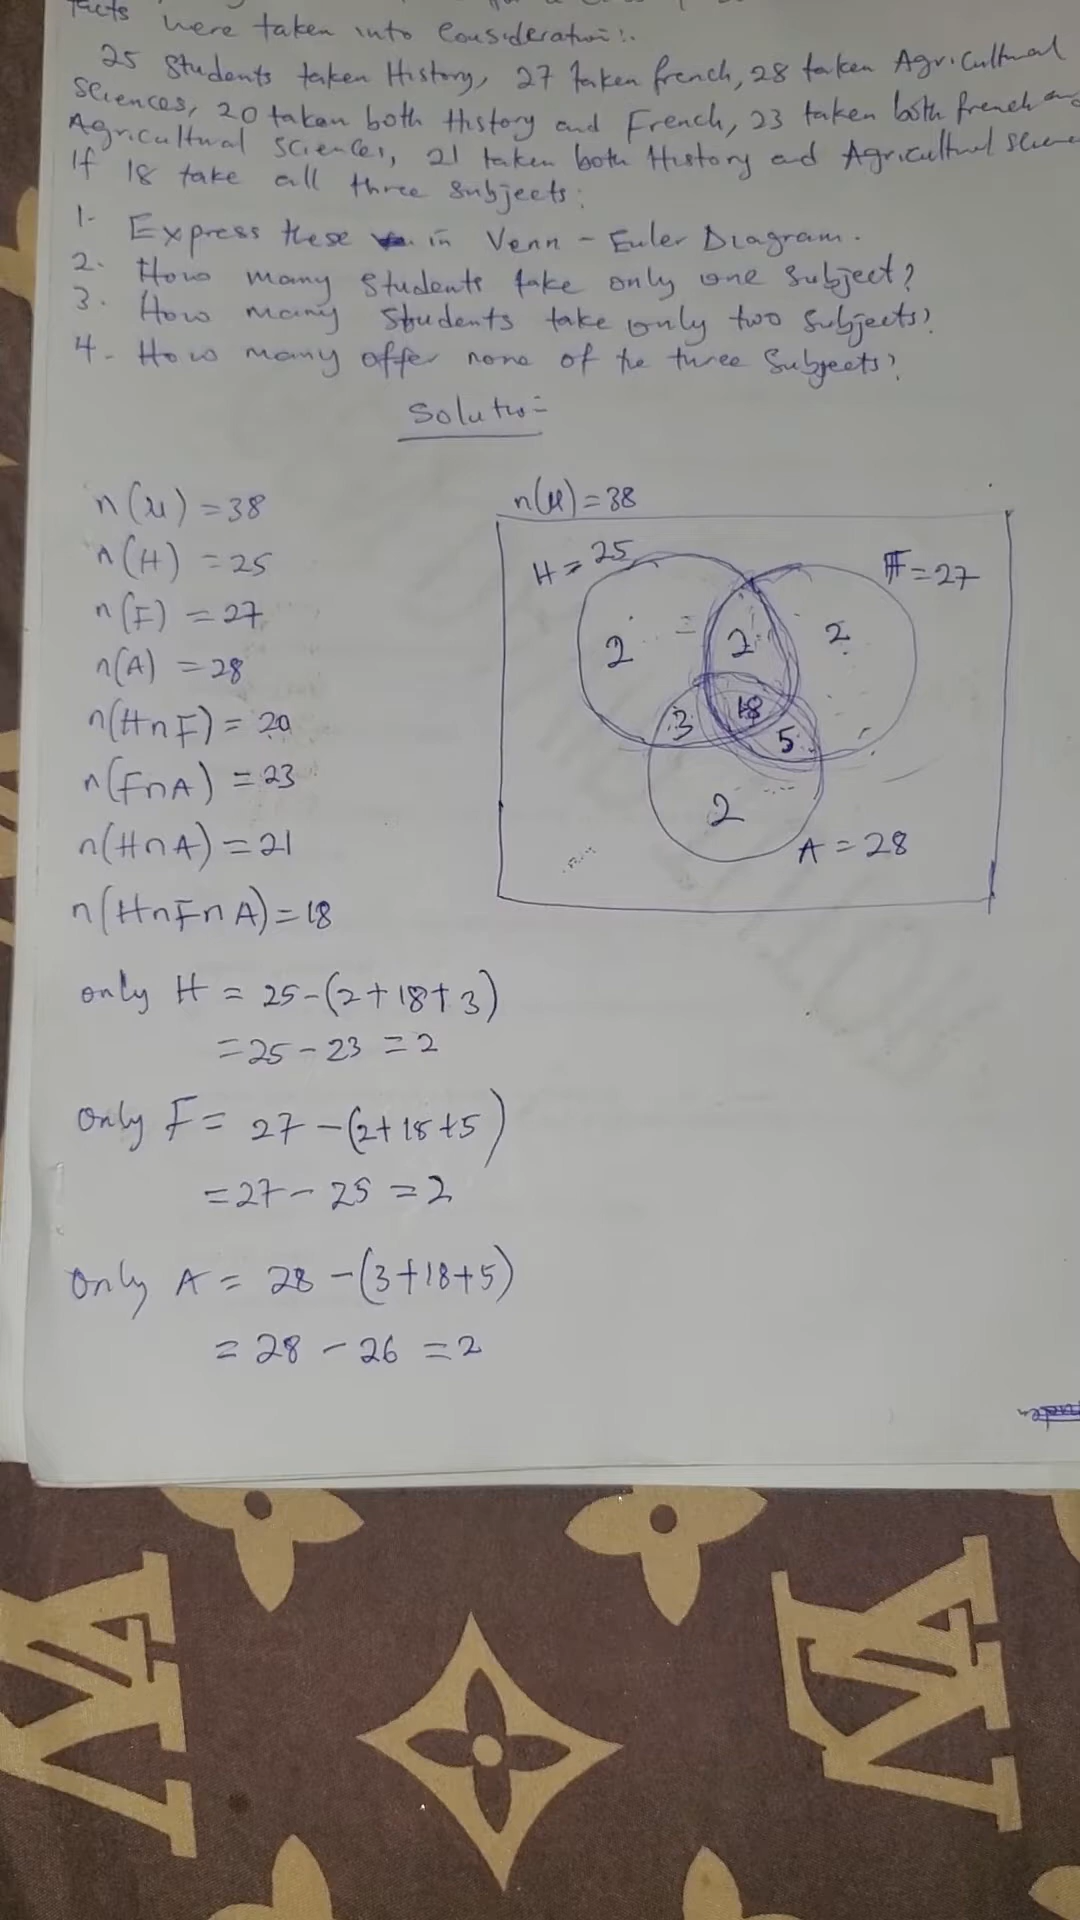 were taken into Consideration:.
25 Students taken History, 27 taken french, 28 taken Agricultural
Sciences, 20 taken both History and French, 23 taken both french and
Agricultural Sciences, 21 taken both History and Agricultural
If 18 take all three Subjects:
1. Express these in Venn - Euler Diagram.
2. How many Students take only one Subject?
3. How many Students take only two Subjects?
4. How many offer none of the three Subjects?
Solution
n(μ) = 38
n(H) = 25
n(F) = 27
n(A) = 28
n(H∩F) = 20
n(F∩A) = 23
n(H∩A) = 21
n(H∩F∩A) = 18
n(μ) = 38
H = 25
F = 27
2
2
2
3
18
5
2
A = 28
only H = 25 - (2 + 18 + 3)
= 25 - 23 = 2
Only F = 27 - (2 + 18 + 5)
= 27 - 25 = 2
Only A = 28 - (3 + 18 + 5)
= 28 - 26 = 2